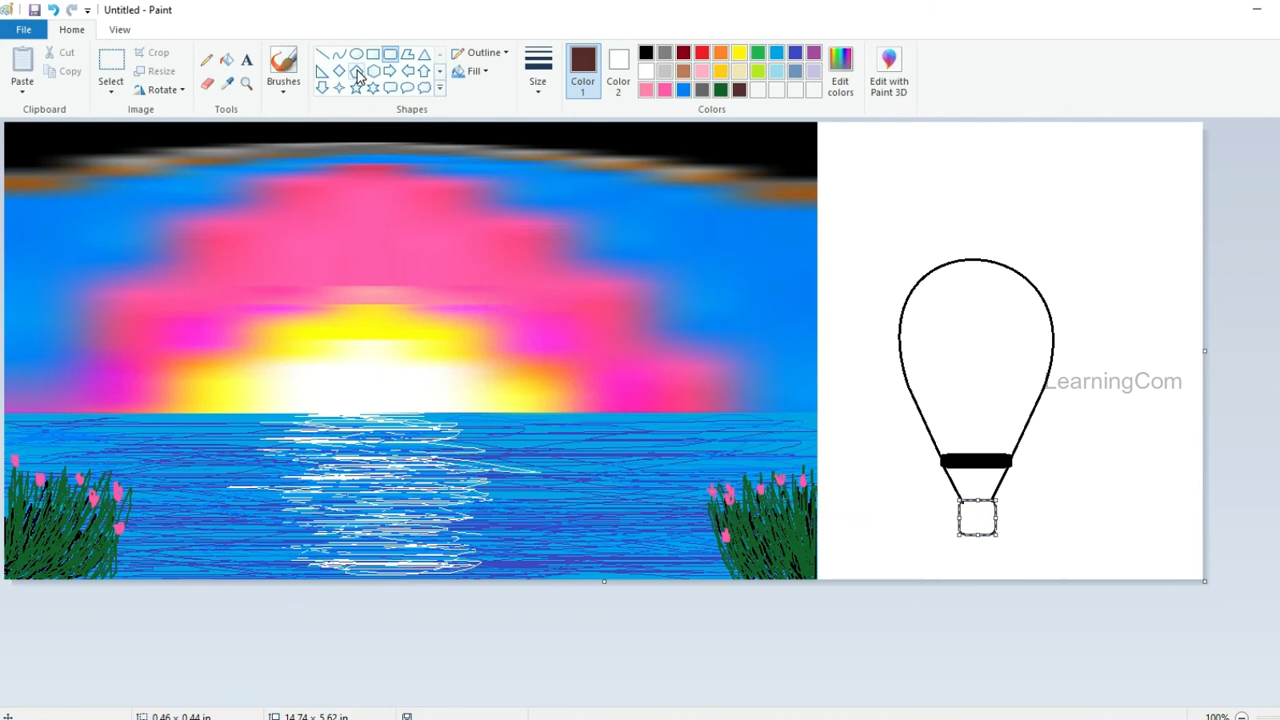 Untitled - Paint
File
Home
View
Paste
Cut
Copy
Clipboard
Select
Crop
Resize
Rotate
Image
Tools
Brushes
Shapes
Outline
Fill
Size
Color
1
Color
2
Colors
Edit
colors
Edit with
Paint 3D
LearningCom
0.46 × 0.44 in
14.74 × 5.62 in
100%